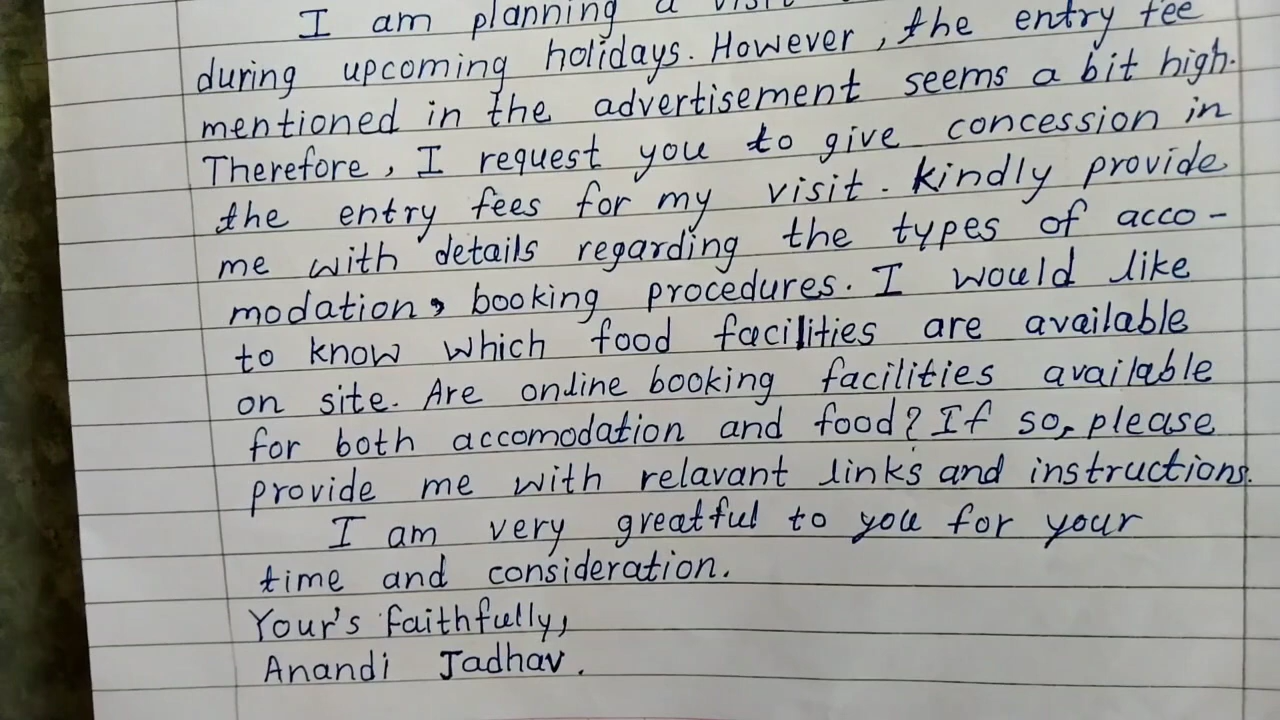 I am planning a visit
during upcoming holidays. However, the entry fee
mentioned in the advertisement seems a bit high.
Therefore, I request you to give concession in
the entry fees for my visit. kindly provide
me with details regarding the types of acco-
modation, booking procedures. I would like
to know which food facilities are available
on site. Are online booking facilities available
for both accomodation and food? If so, please
provide me with relavant links and instructions.
I am very greatful to you for your
time and consideration.
Your's faithfully,
Anandi Jadhav.